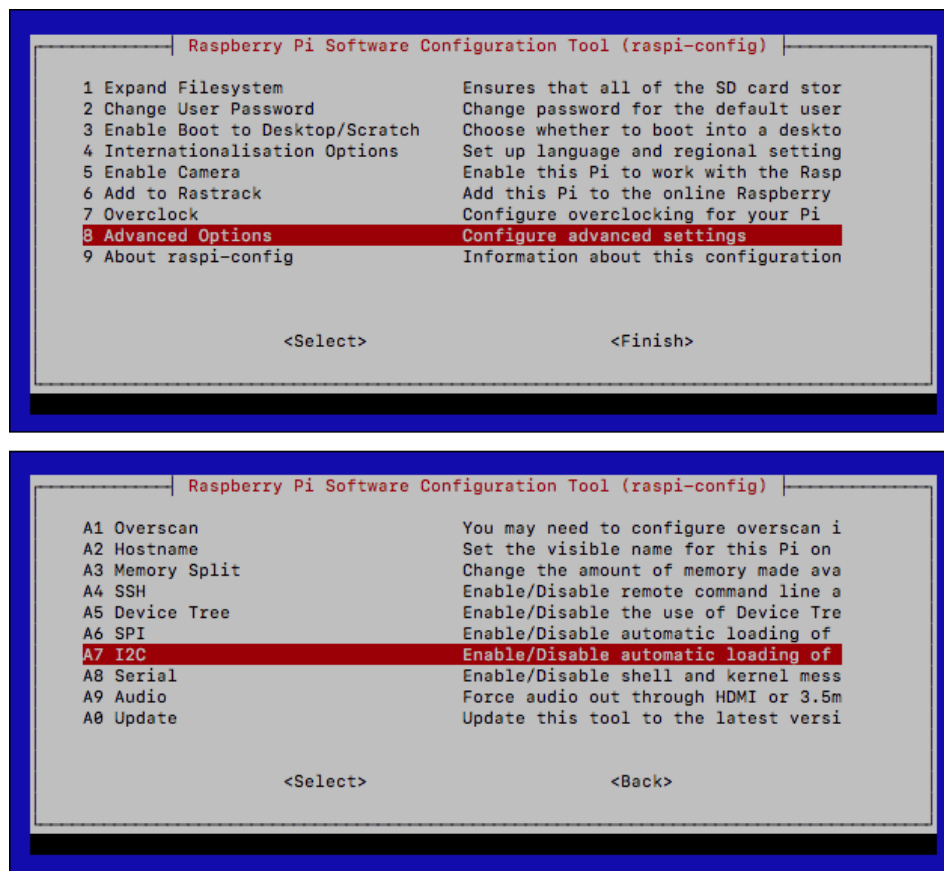 Raspberry Pi Software Configuration Tool (raspi-config)
1 Expand Filesystem Ensures that all of the SD card stor
2 Change User Password Change password for the default user
3 Enable Boot to Desktop/Scratch Choose whether to boot into a deskto
4 Internationalisation Options Set up language and regional setting
5 Enable Camera Enable this Pi to work with the Rasp
6 Add to Rastrack Add this Pi to the online Raspberry
7 Overclock Configure overclocking for your Pi
8 Advanced Options Configure advanced settings
9 About raspi-config Information about this configuration
<Select> <Finish>
Raspberry Pi Software Configuration Tool (raspi-config)
A1 Overscan You may need to configure overscan i
A2 Hostname Set the visible name for this Pi on
A3 Memory Split Change the amount of memory made ava
A4 SSH Enable/Disable remote command line a
A5 Device Tree Enable/Disable the use of Device Tre
A6 SPI Enable/Disable automatic loading of
A7 I2C Enable/Disable automatic loading of
A8 Serial Enable/Disable shell and kernel mess
A9 Audio Force audio out through HDMI or 3.5m
A0 Update Update this tool to the latest versi
<Select> <Back>